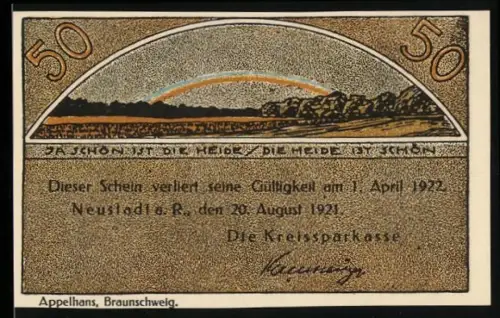 50 50
JA SCHÖN IST DIE HEIDE / DIE HEIDE IST SCHÖN
Dieser Schein verliert seine Gültigkeit am 1. April 1922.
Neustadt a. R., den 20. August 1921.
Die Kreissparkasse
Appelhans, Braunschweig.